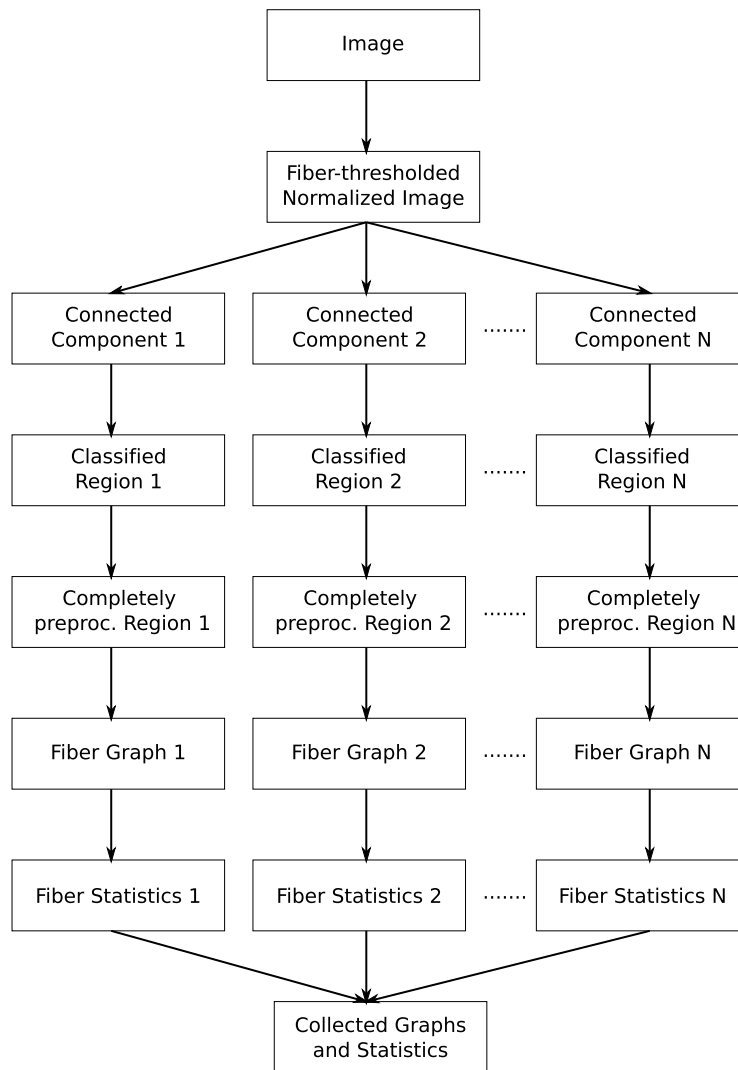 Image
Fiber-thresholded
Normalized Image
Connected
Component 1
Connected
Component 2
.......
Connected
Component N
Classified
Region 1
Classified
Region 2
.......
Classified
Region N
Completely
preproc. Region 1
Completely
preproc. Region 2
.......
Completely
preproc. Region N
Fiber Graph 1
Fiber Graph 2
.......
Fiber Graph N
Fiber Statistics 1
Fiber Statistics 2
.......
Fiber Statistics N
Collected Graphs
and Statistics